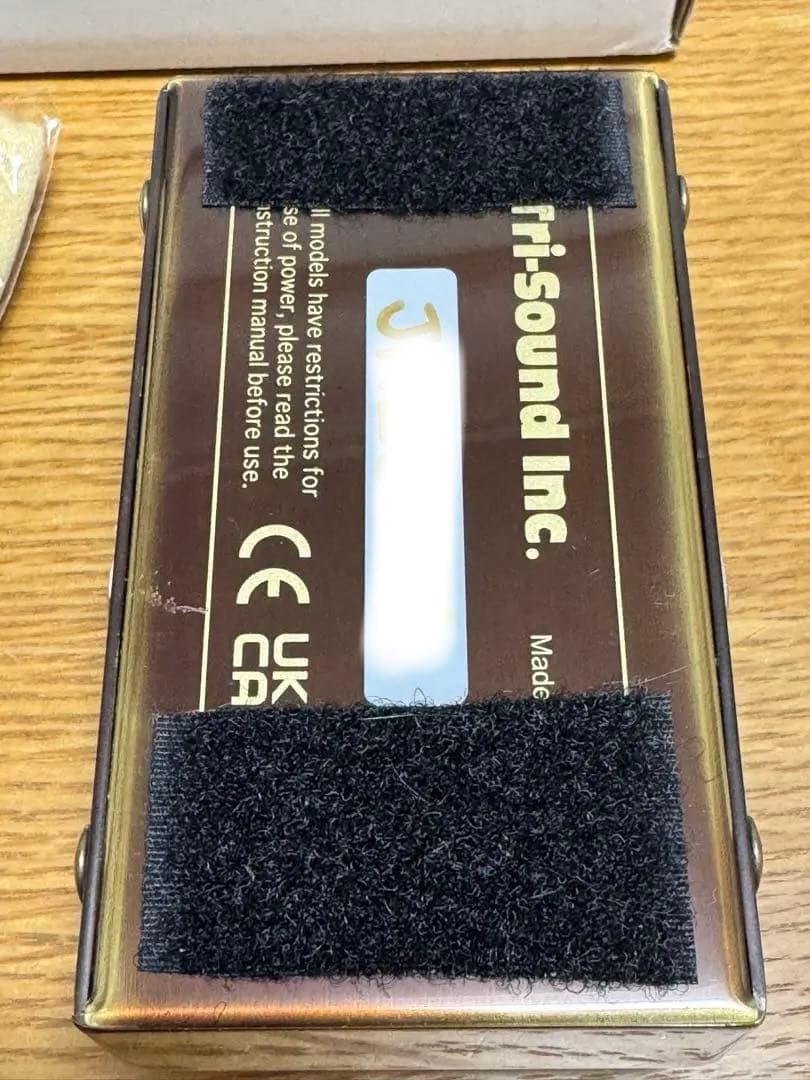 Tri-Sound Inc.
Made
J
ll models have restrictions for
se of power, please read the
struction manual before use.
CE
UK
CA